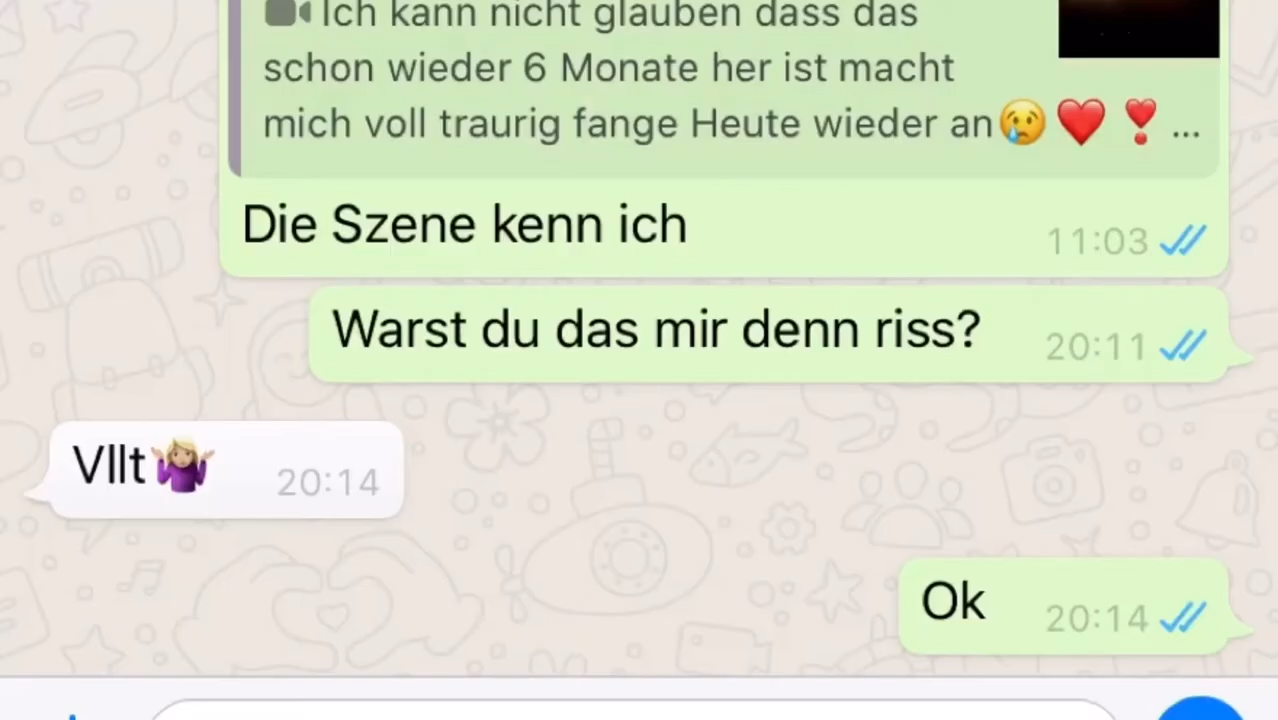 Ich kann nicht glauben dass das
schon wieder 6 Monate her ist macht
mich voll traurig fange Heute wieder an😢❤️❣️...
Die Szene kenn ich
11:03
Warst du das mir denn riss?
20:11
Vllt🤷🏼‍♀️
20:14
Ok
20:14